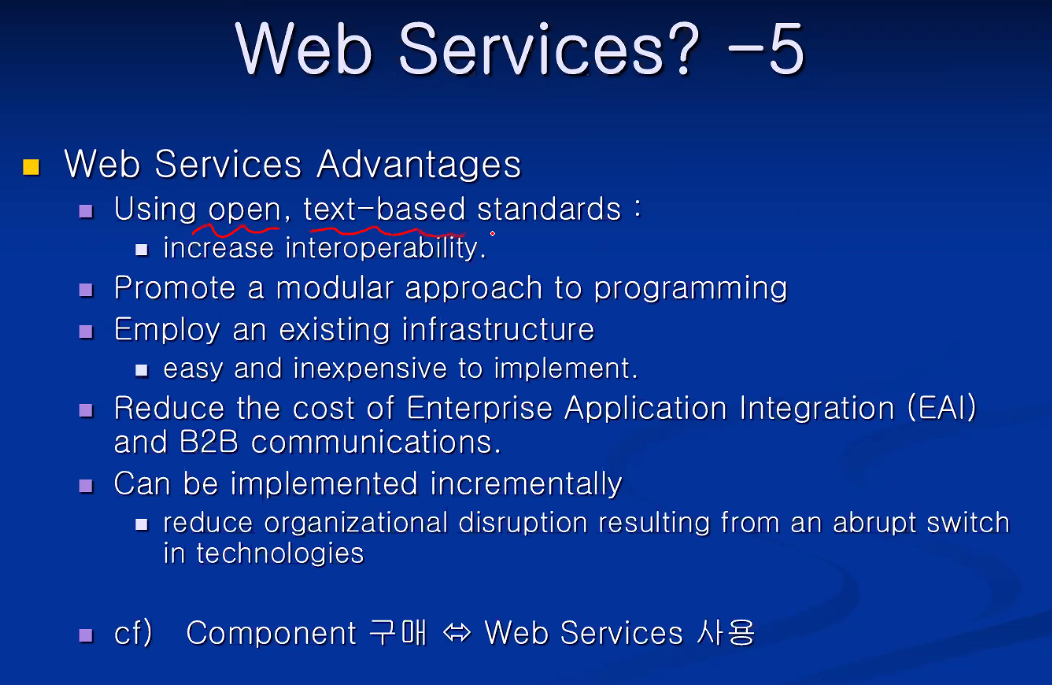 Web Services? -5
Web Services Advantages
Using open, text-based standards :
increase interoperability.
Promote a modular approach to programming
Employ an existing infrastructure
easy and inexpensive to implement.
Reduce the cost of Enterprise Application Integration (EAI)
and B2B communications.
Can be implemented incrementally
reduce organizational disruption resulting from an abrupt switch
in technologies
cf) Component 구매 ⇔ Web Services 사용